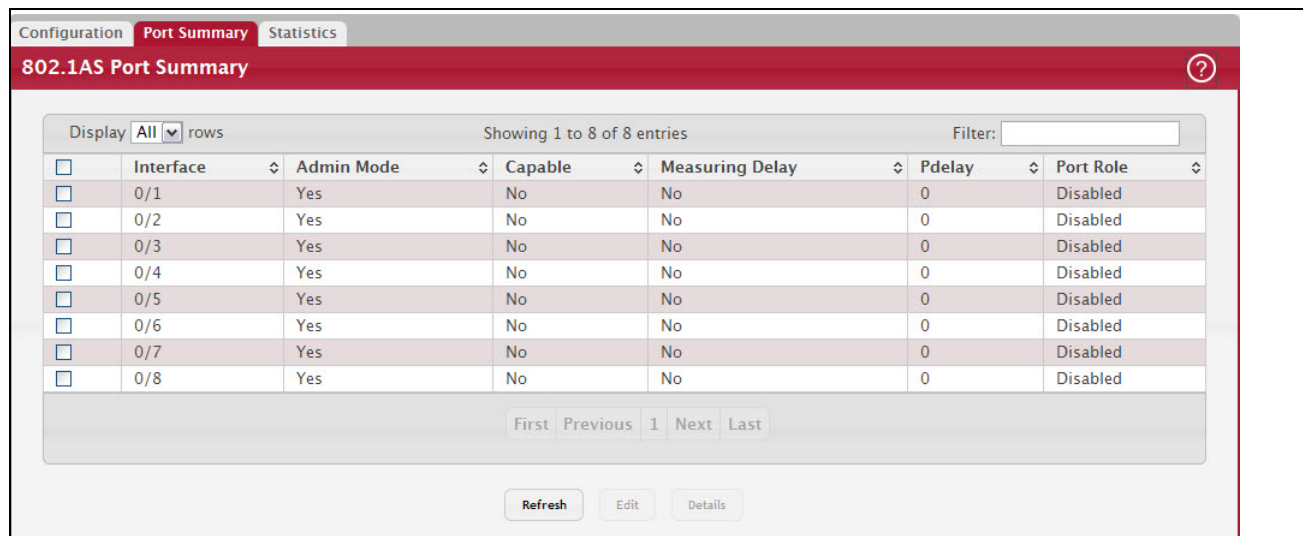 Configuration Port Summary Statistics
802.1AS Port Summary ?
Display All rows Showing 1 to 8 of 8 entries Filter:
Interface Admin Mode Capable Measuring Delay Pdelay Port Role
0/1 Yes No No 0 Disabled
0/2 Yes No No 0 Disabled
0/3 Yes No No 0 Disabled
0/4 Yes No No 0 Disabled
0/5 Yes No No 0 Disabled
0/6 Yes No No 0 Disabled
0/7 Yes No No 0 Disabled
0/8 Yes No No 0 Disabled
First Previous 1 Next Last
Refresh Edit Details